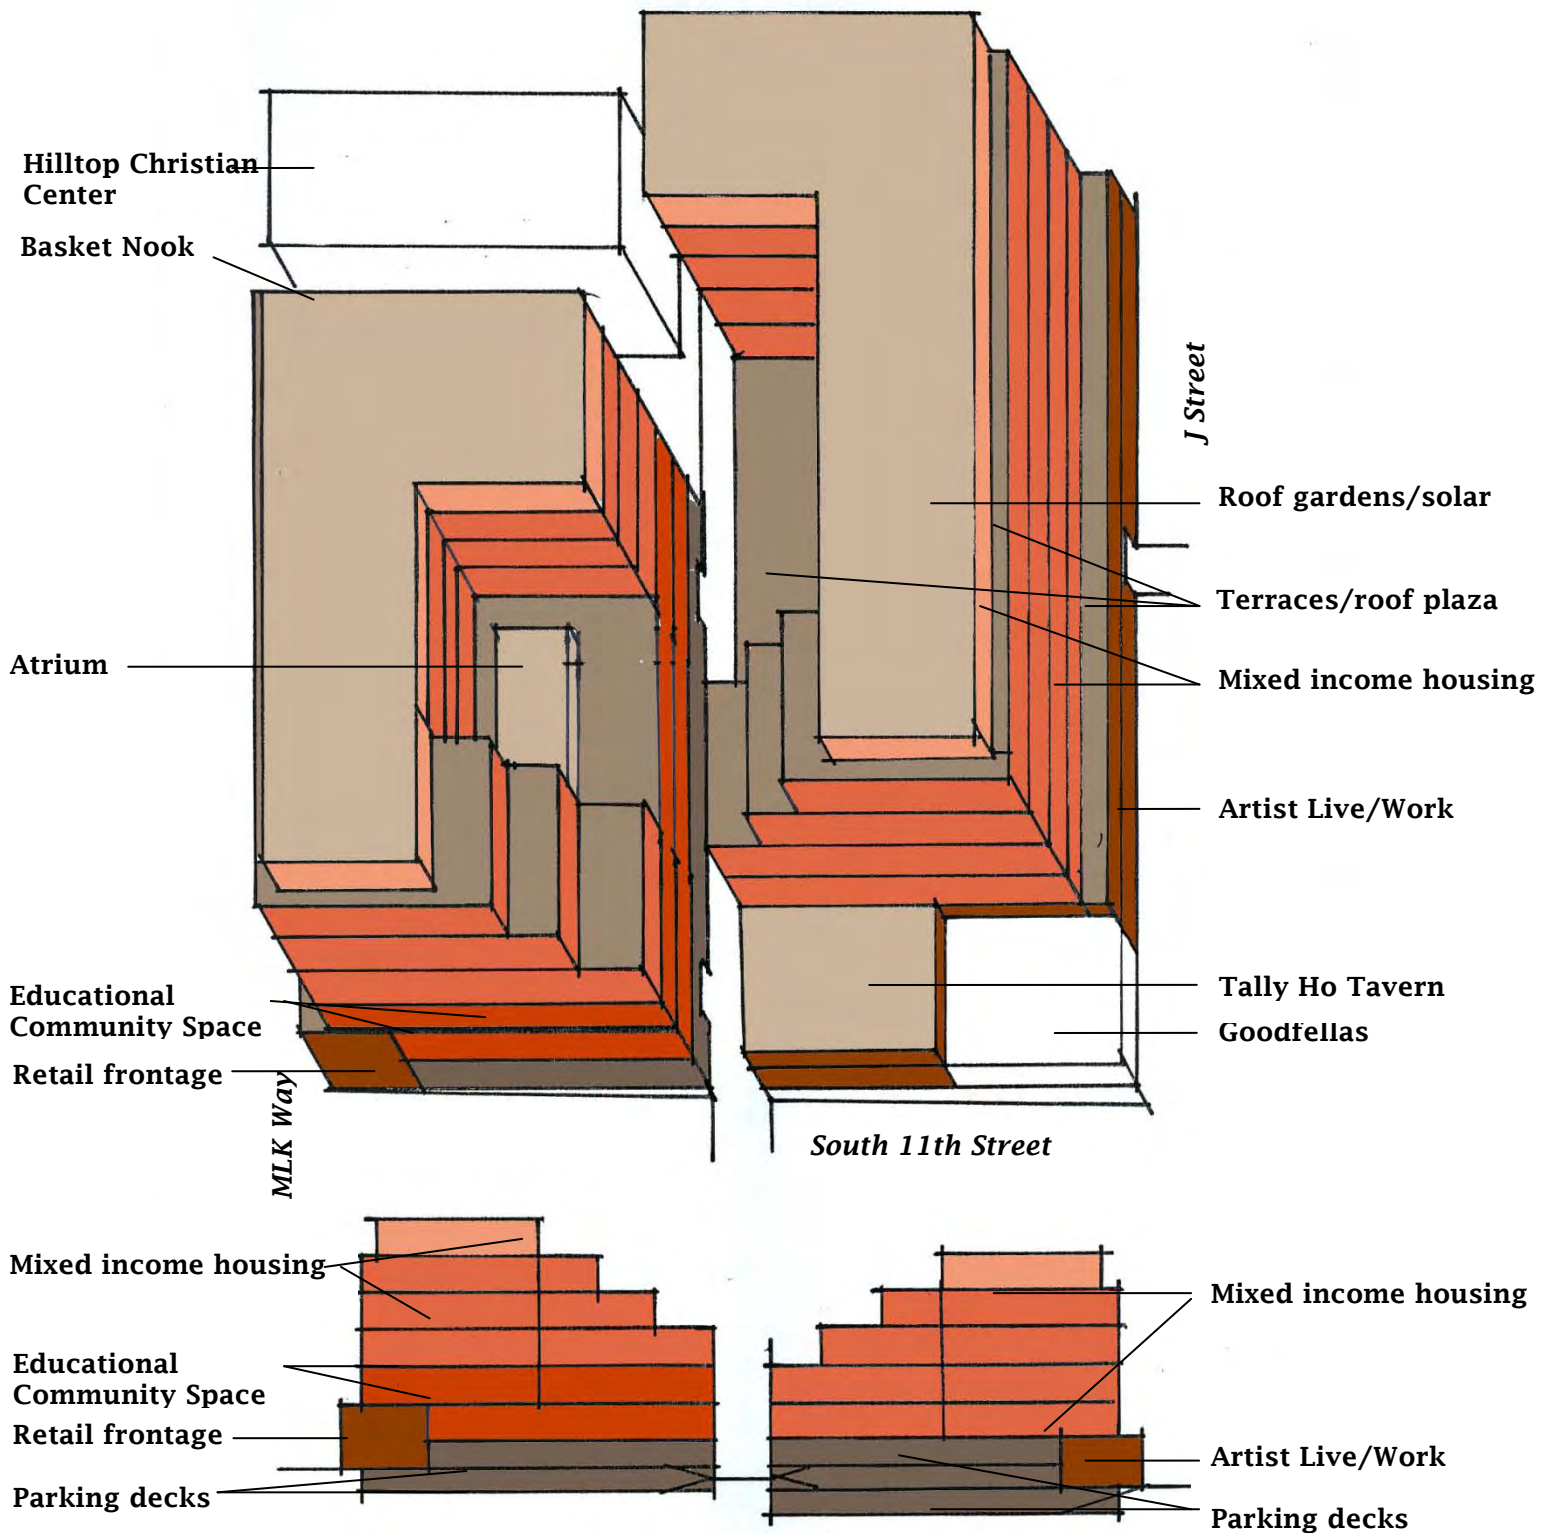 Hilltop Christian
Center
Basket Nook
J Street
Roof gardens/solar
Terraces/roof plaza
Atrium
Mixed income housing
Artist Live/Work
Educational
Community Space
Tally Ho Tavern
Goodfellas
Retail frontage
MLK Way
South 11th Street
Mixed income housing
Mixed income housing
Educational
Community Space
Retail frontage
Artist Live/Work
Parking decks
Parking decks